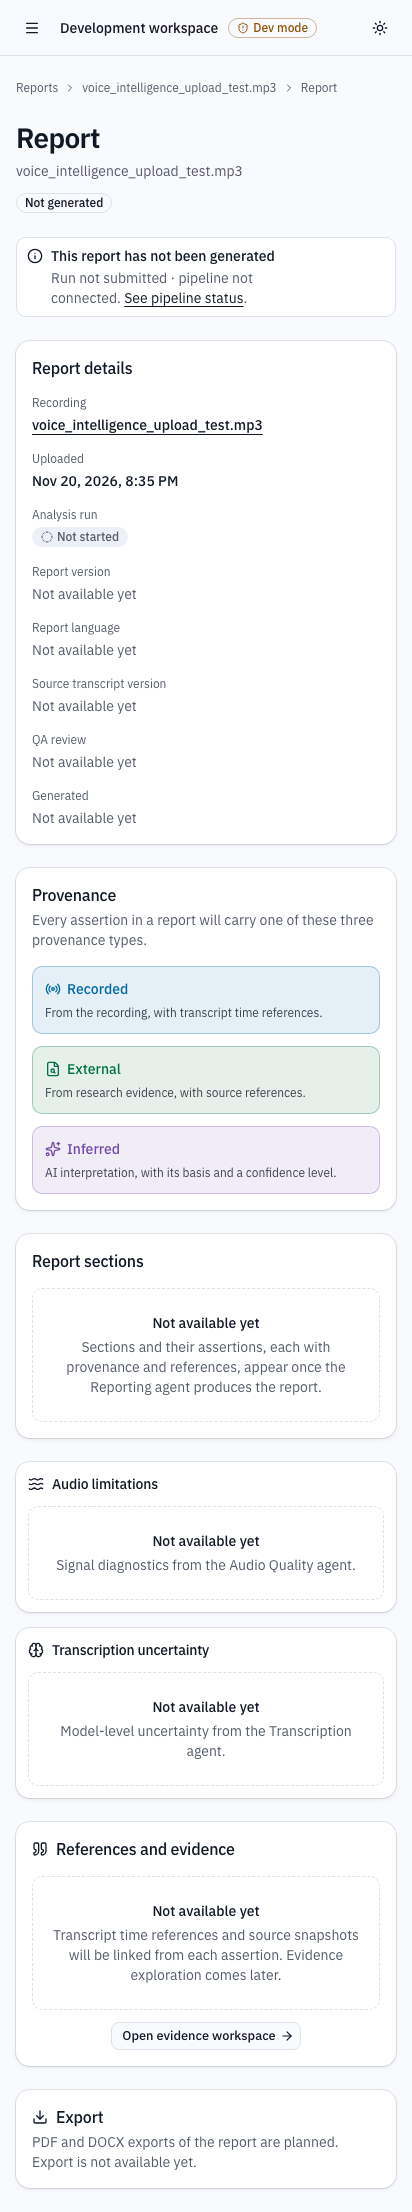 Development workspace
Dev mode
Reports > voice_intelligence_upload_test.mp3 > Report
Report
voice_intelligence_upload_test.mp3
Not generated
This report has not been generated
Run not submitted · pipeline not
connected. See pipeline status.
Report details
Recording
voice_intelligence_upload_test.mp3
Uploaded
Nov 20, 2026, 8:35 PM
Analysis run
Not started
Report version
Not available yet
Report language
Not available yet
Source transcript version
Not available yet
QA review
Not available yet
Generated
Not available yet
Provenance
Every assertion in a report will carry one of these three
provenance types.
Recorded
From the recording, with transcript time references.
External
From research evidence, with source references.
Inferred
AI interpretation, with its basis and a confidence level.
Report sections
Not available yet
Sections and their assertions, each with
provenance and references, appear once the
Reporting agent produces the report.
Audio limitations
Not available yet
Signal diagnostics from the Audio Quality agent.
Transcription uncertainty
Not available yet
Model-level uncertainty from the Transcription
agent.
References and evidence
Not available yet
Transcript time references and source snapshots
will be linked from each assertion. Evidence
exploration comes later.
Open evidence workspace →
Export
PDF and DOCX exports of the report are planned.
Export is not available yet.